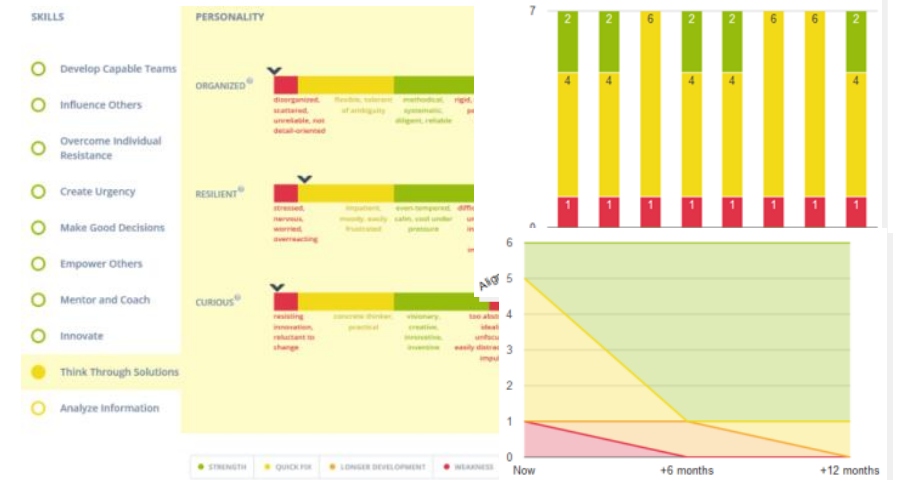 SKILLS
Develop Capable Teams
Influence Others
Overcome Individual
Resistance
Create Urgency
Make Good Decisions
Empower Others
Mentor and Coach
Innovate
Think Through Solutions
Analyze Information
PERSONALITY
ORGANIZED
disorganized, flexible, tolerant methodical, rigid,
scattered, of ambiguity systematic,
unreliable, not diligent, reliable
detail-oriented
RESILIENT
stressed, impatient, even-tempered,
nervous, moody, easily calm, cool under
worried, frustrated pressure
overreacting
CURIOUS
resisting concrete thinker, visionary, too
innovation, practical creative,
reluctant to innovative,
change inventive easily
STRENGTH QUICK FIX LONGER DEVELOPMENT WEAKNESS
7
2 2 6 2 2 6 6 2
4 4 4 4 4
1 1 1 1 1 1 1 1
6
5
4
3
2
1
0
Now +6 months +12 months